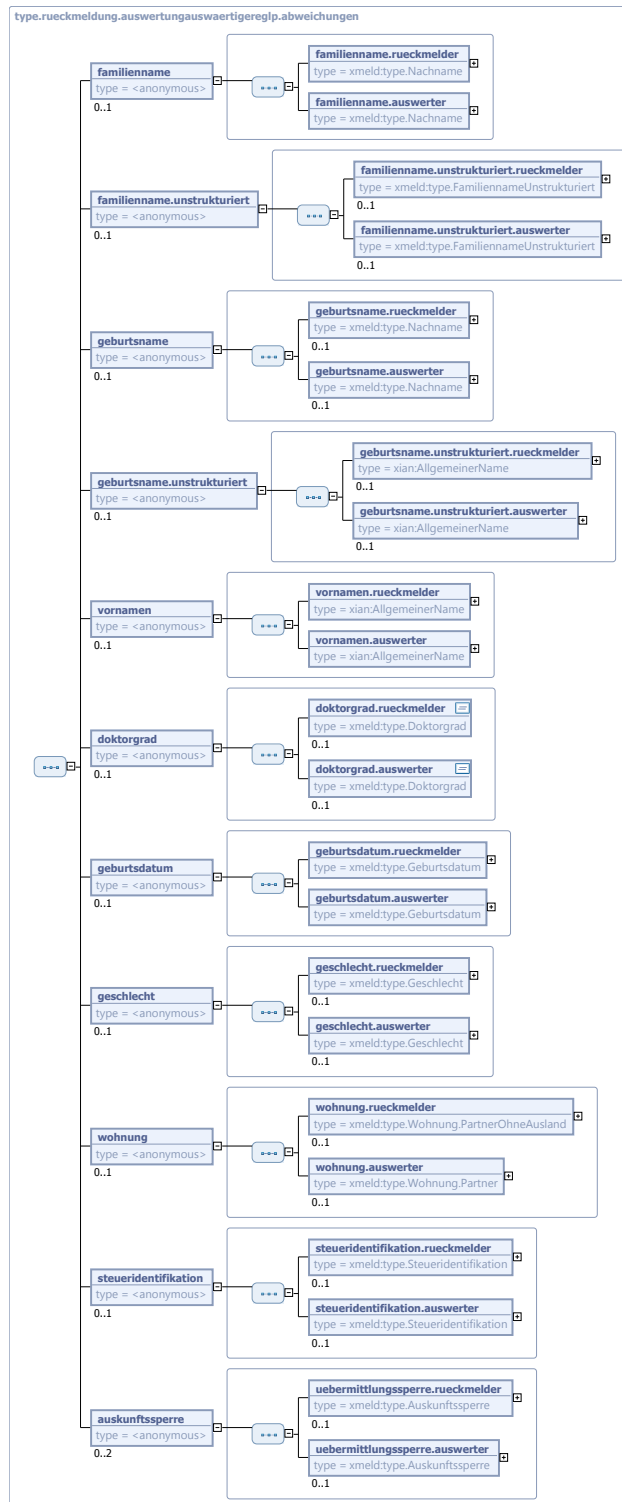 type.rueckmeldung.auswertungauswaertigereglp.abweichungen
familienname
type = <anonymous>
0..1
familienname.rueckmelder
type = xmeld:type.Nachname
familienname.auswerter
type = xmeld:type.Nachname
familienname.unstrukturiert
type = <anonymous>
0..1
familienname.unstrukturiert.rueckmelder
type = xmeld:type.FamiliennameUnstrukturiert
0..1
familienname.unstrukturiert.auswerter
type = xmeld:type.FamiliennameUnstrukturiert
0..1
geburtsname
type = <anonymous>
0..1
geburtsname.rueckmelder
type = xmeld:type.Nachname
0..1
geburtsname.auswerter
type = xmeld:type.Nachname
0..1
geburtsname.unstrukturiert
type = <anonymous>
0..1
geburtsname.unstrukturiert.rueckmelder
type = xian:AllgemeinerName
0..1
geburtsname.unstrukturiert.auswerter
type = xian:AllgemeinerName
0..1
vornamen
type = <anonymous>
0..1
vornamen.rueckmelder
type = xian:AllgemeinerName
vornamen.auswerter
type = xian:AllgemeinerName
doktorgrad
type = <anonymous>
0..1
doktorgrad.rueckmelder
type = xmeld:type.Doktorgrad
0..1
doktorgrad.auswerter
type = xmeld:type.Doktorgrad
0..1
geburtsdatum
type = <anonymous>
0..1
geburtsdatum.rueckmelder
type = xmeld:type.Geburtsdatum
geburtsdatum.auswerter
type = xmeld:type.Geburtsdatum
geschlecht
type = <anonymous>
0..1
geschlecht.rueckmelder
type = xmeld:type.Geschlecht
0..1
geschlecht.auswerter
type = xmeld:type.Geschlecht
0..1
wohnung
type = <anonymous>
0..1
wohnung.rueckmelder
type = xmeld:type.Wohnung.PartnerOhneAusland
0..1
wohnung.auswerter
type = xmeld:type.Wohnung.Partner
0..1
steueridentifikation
type = <anonymous>
0..1
steueridentifikation.rueckmelder
type = xmeld:type.Steueridentifikation
0..1
steueridentifikation.auswerter
type = xmeld:type.Steueridentifikation
0..1
auskunftssperre
type = <anonymous>
0..2
uebermittlungssperre.rueckmelder
type = xmeld:type.Auskunftssperre
0..1
uebermittlungssperre.auswerter
type = xmeld:type.Auskunftssperre
0..1